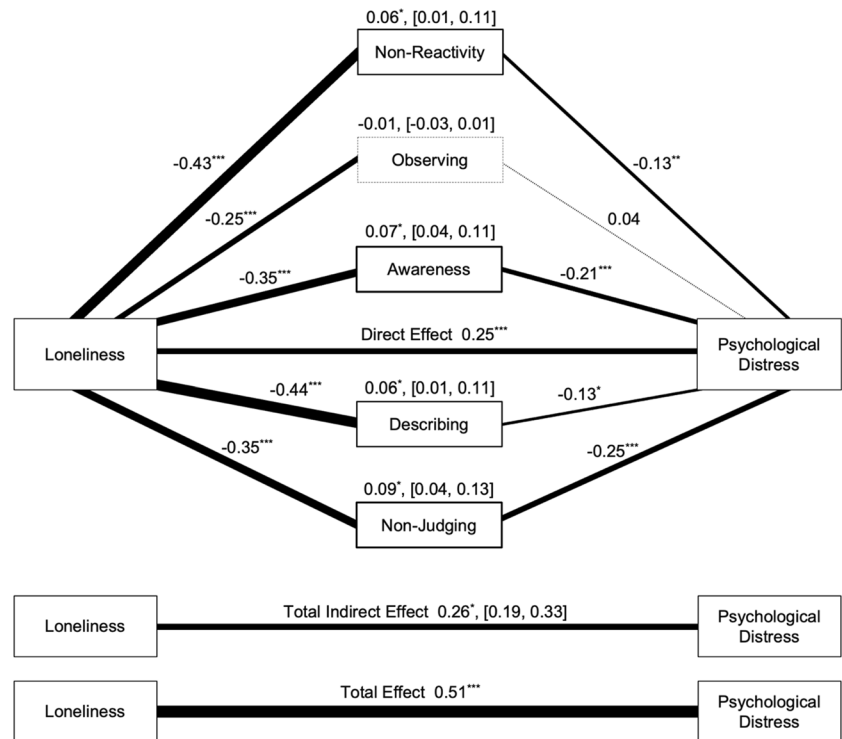 0.06*, [0.01, 0.11]
Non-Reactivity
-0.01, [-0.03, 0.01]
-0.43***
Observing
-0.13**
-0.25***
0.04
0.07*, [0.04, 0.11]
-0.35***
Awareness
-0.21***
Loneliness
Direct Effect 0.25***
Psychological
Distress
-0.44***
0.06*, [0.01, 0.11]
-0.13*
Describing
-0.35***
-0.25***
0.09*, [0.04, 0.13]
Non-Judging
Loneliness
Total Indirect Effect 0.26*, [0.19, 0.33]
Psychological
Distress
Loneliness
Total Effect 0.51***
Psychological
Distress